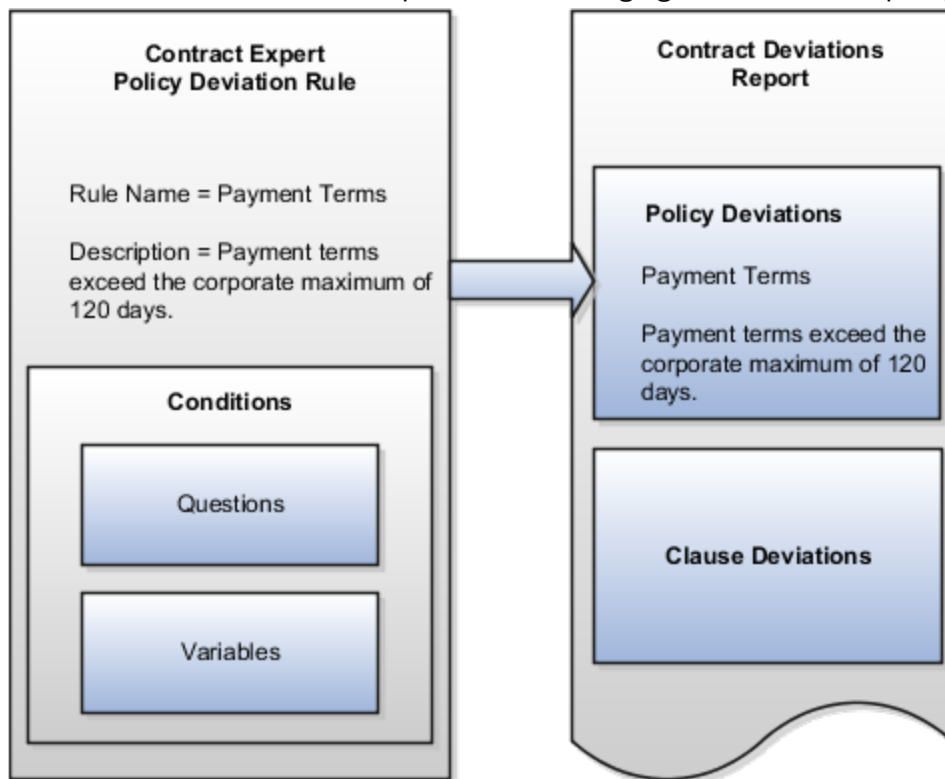 Contract Expert
Policy Deviation Rule
Rule Name = Payment Terms
Description = Payment terms
exceed the corporate maximum of
120 days.
Conditions
Questions
Variables
Contract Deviations
Report
Policy Deviations
Payment Terms
Payment terms exceed the
corporate maximum of 120
days.
Clause Deviations